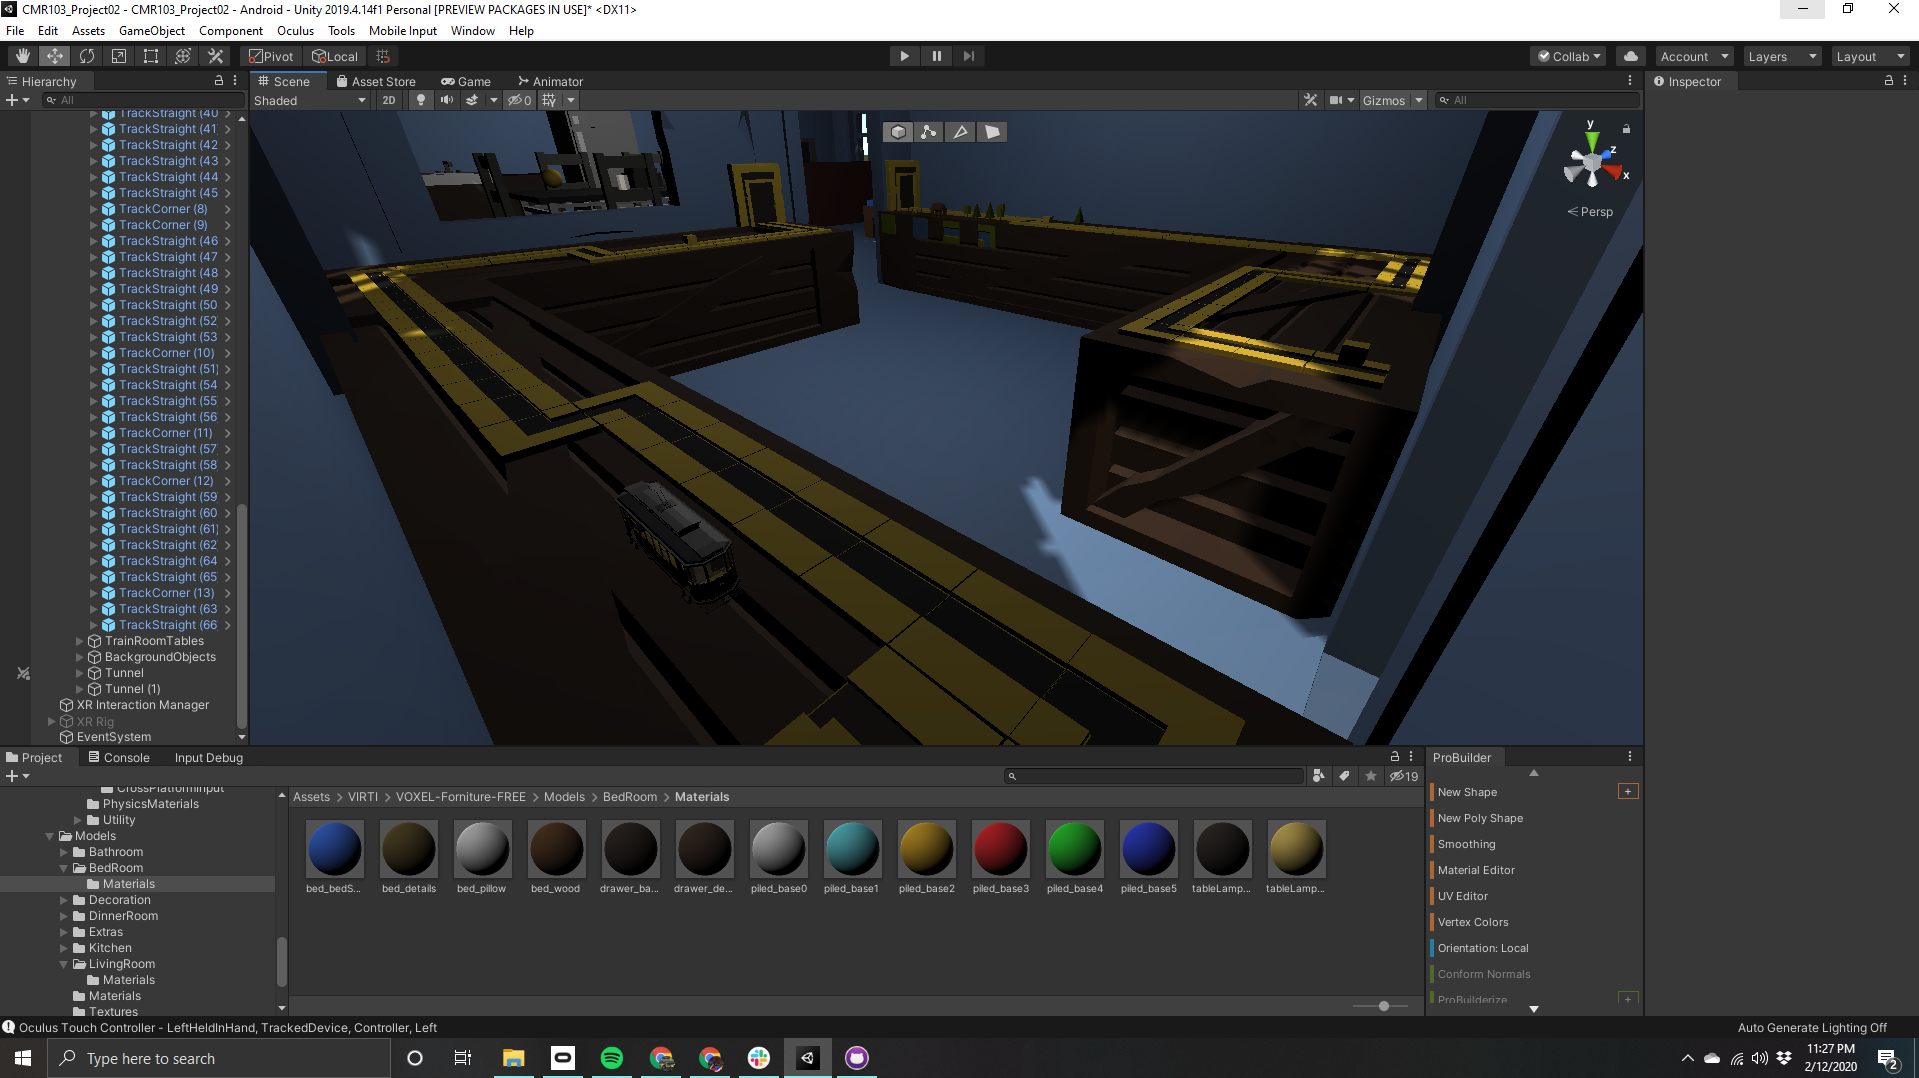 CMR103_Project02 - CMR103_Project02 - Android - Unity 2019.4.14f1 Personal [PREVIEW PACKAGES IN USE]* <DX11>
File Edit Assets GameObject Component Oculus Tools Mobile Input Window Help
Pivot Local Collab Account Layers Layout
Hierarchy
All
TrackStraight (40
TrackStraight (41)
TrackStraight (42
TrackStraight (43
TrackStraight (44
TrackStraight (45
TrackCorner (8)
TrackCorner (9)
TrackStraight (46
TrackStraight (47
TrackStraight (48
TrackStraight (49
TrackStraight (50
TrackStraight (52
TrackStraight (53
TrackCorner (10)
TrackStraight (51)
TrackStraight (54
TrackStraight (55
TrackStraight (56
TrackCorner (11)
TrackStraight (57
TrackStraight (58
TrackCorner (12)
TrackStraight (59
TrackStraight (60
TrackStraight (61)
TrackStraight (62
TrackStraight (64
TrackStraight (65
TrackCorner (13)
TrackStraight (63
TrackStraight (66
TrainRoomTables
BackgroundObjects
Tunnel
Tunnel (1)
XR Interaction Manager
XR Rig
EventSystem
Scene Asset Store Game Animator
Shaded 2D 0 Gizmos All
y
z
x
Persp
Inspector
Project Console Input Debug
19
CrossPlatformInput
PhysicsMaterials
Utility
Models
Bathroom
BedRoom
Materials
Decoration
DinnerRoom
Extras
Kitchen
LivingRoom
Materials
Materials
Textures
Assets > VIRTI > VOXEL-Forniture-FREE > Models > BedRoom > Materials
bed_bedS... bed_details bed_pillow bed_wood drawer_ba... drawer_de... piled_base0 piled_base1 piled_base2 piled_base3 piled_base4 piled_base5 tableLamp... tableLamp...
ProBuilder
New Shape
New Poly Shape
Smoothing
Material Editor
UV Editor
Vertex Colors
Orientation: Local
Conform Normals
ProBuilderize
Oculus Touch Controller - LeftHeldInHand, TrackedDevice, Controller, Left
Auto Generate Lighting Off
Type here to search
11:27 PM
2/12/2020
2